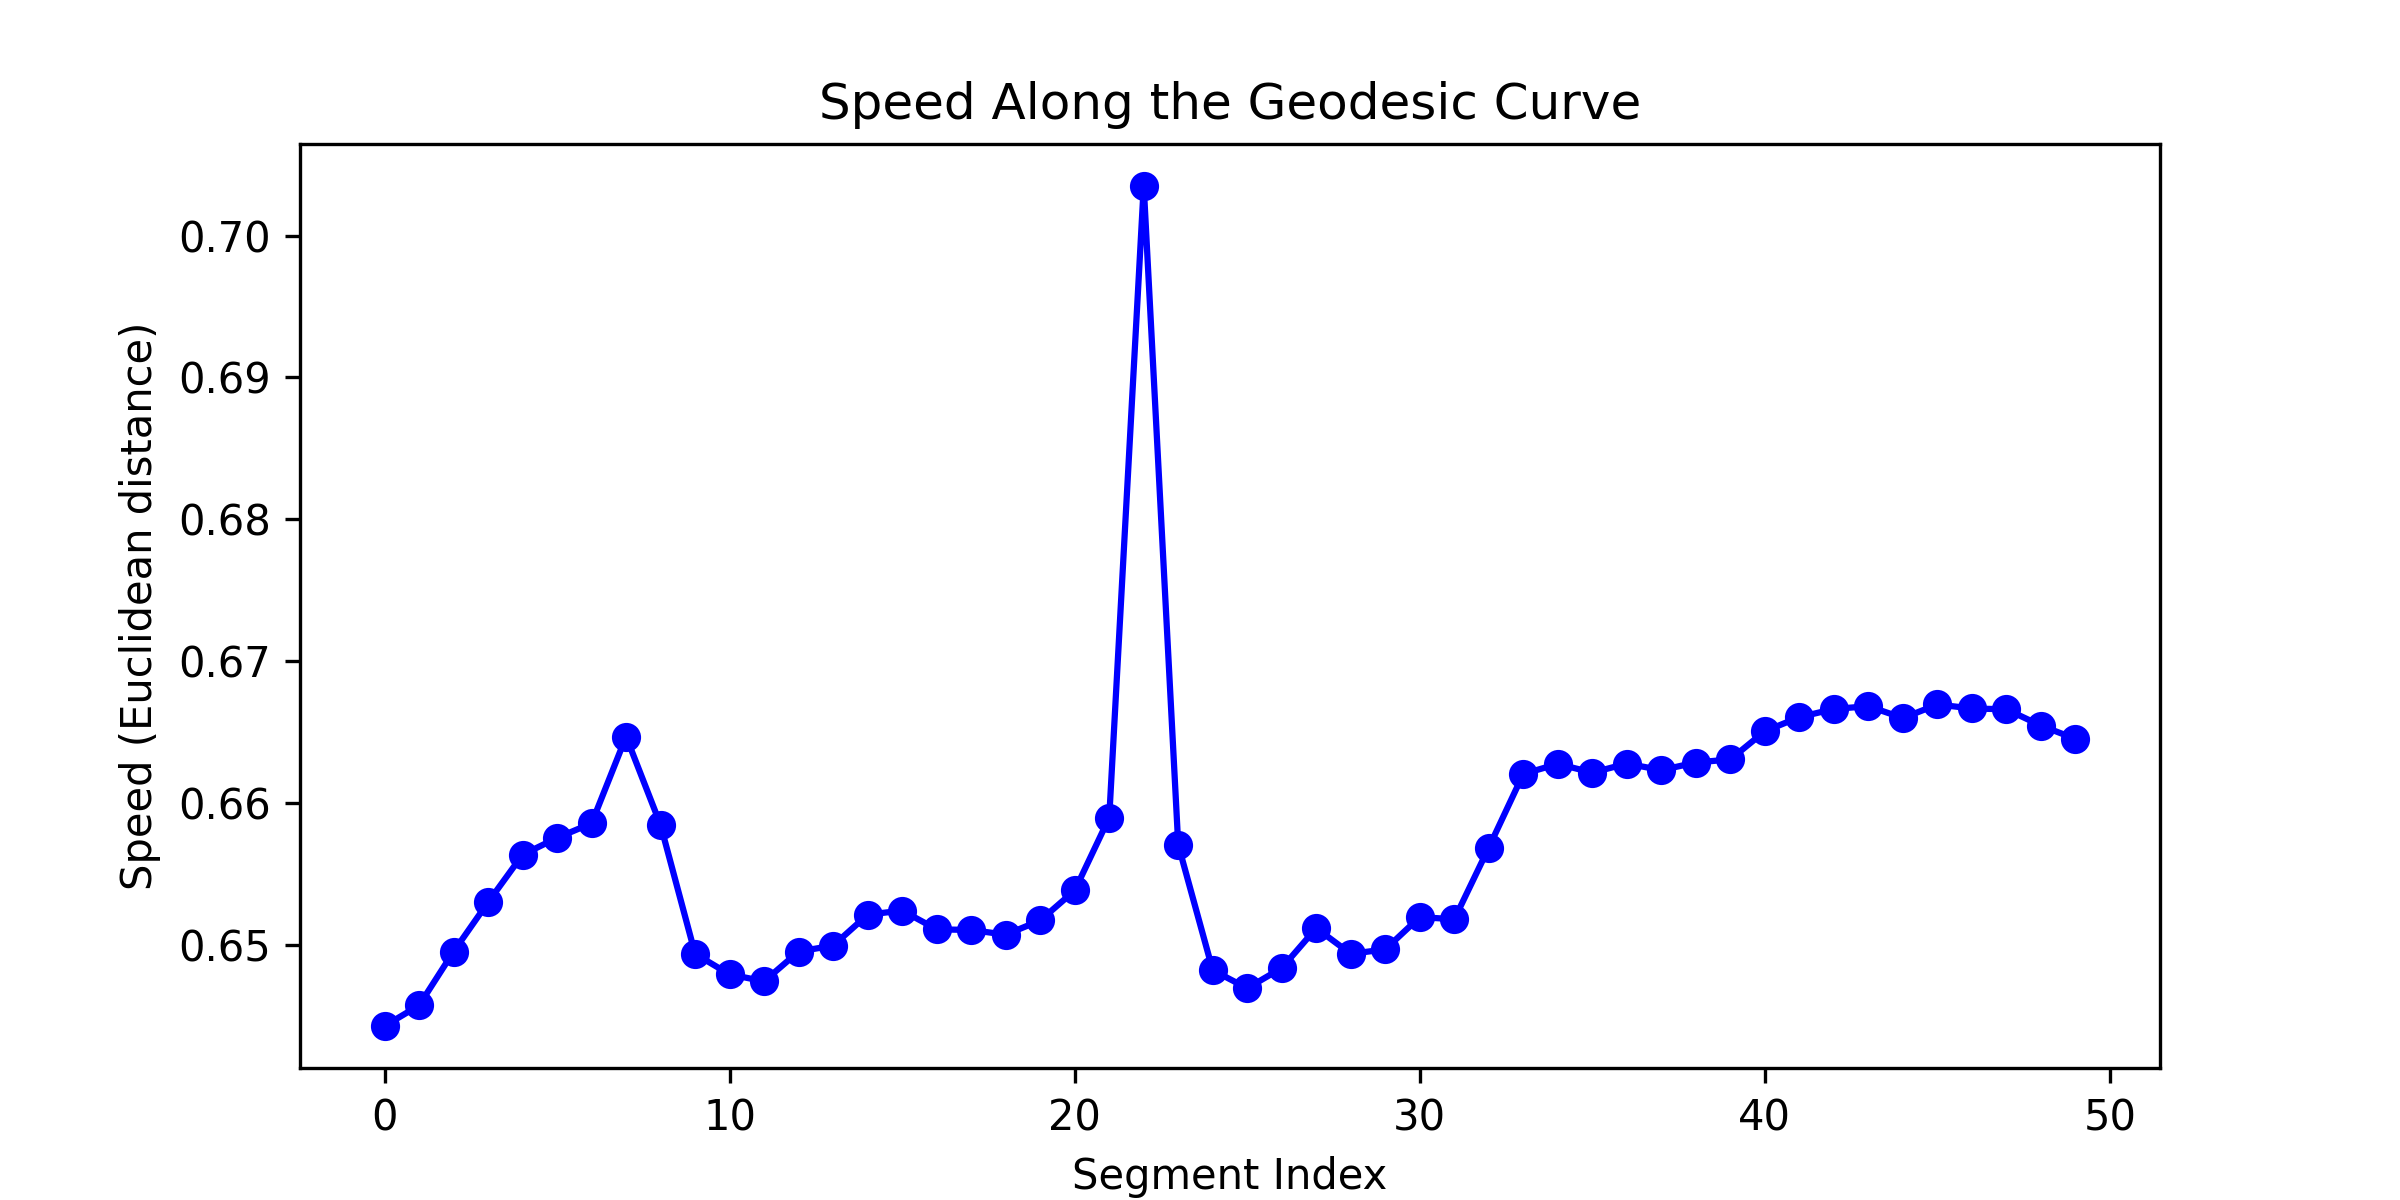 Speed Along the Geodesic Curve
Speed (Euclidean distance)
0.70
0.69
0.68
0.67
0.66
0.65
0 10 20 30 40 50
Segment Index